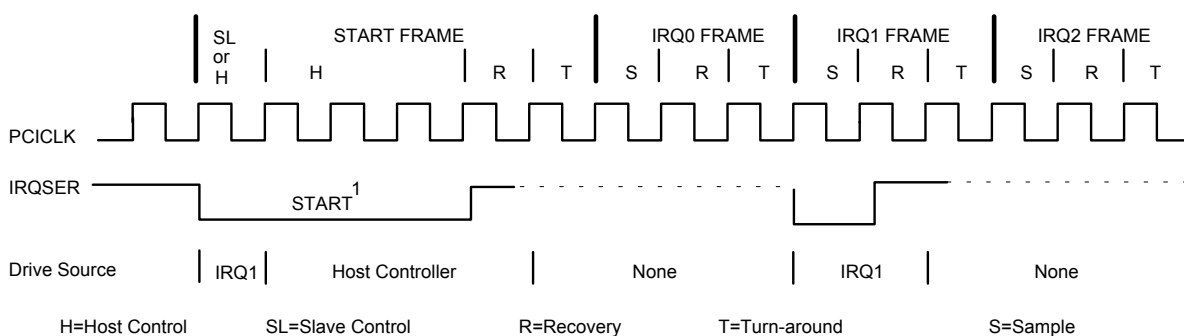 SL
or
H
START FRAME
IRQ0 FRAME
IRQ1 FRAME
IRQ2 FRAME
H
R
T
S
R
T
S
R
T
S
R
T
PCICLK
IRQSER
START1
Drive Source
IRQ1
Host Controller
None
IRQ1
None
H=Host Control
SL=Slave Control
R=Recovery
T=Turn-around
S=Sample